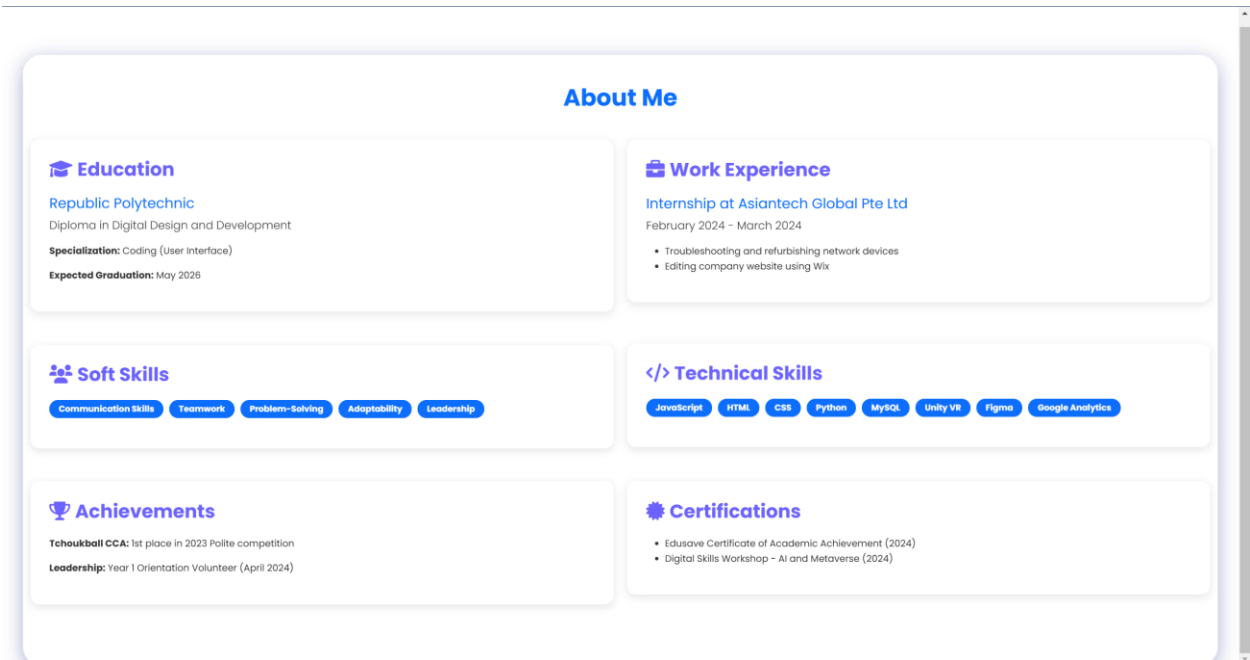 About Me
Education
Republic Polytechnic
Diploma in Digital Design and Development
Specialization: Coding (User Interface)
Expected Graduation: May 2026
Work Experience
Internship at Asiantech Global Pte Ltd
February 2024 - March 2024
• Troubleshooting and refurbishing network devices
• Editing company website using Wix
Soft Skills
Communication Skills Teamwork Problem-Solving Adaptability Leadership
</> Technical Skills
JavaScript HTML CSS Python MySQL Unity VR Figma Google Analytics
Achievements
Tchoukball CCA: 1st place in 2023 Polite competition
Leadership: Year 1 Orientation Volunteer (April 2024)
Certifications
• Edusave Certificate of Academic Achievement (2024)
• Digital Skills Workshop - AI and Metaverse (2024)